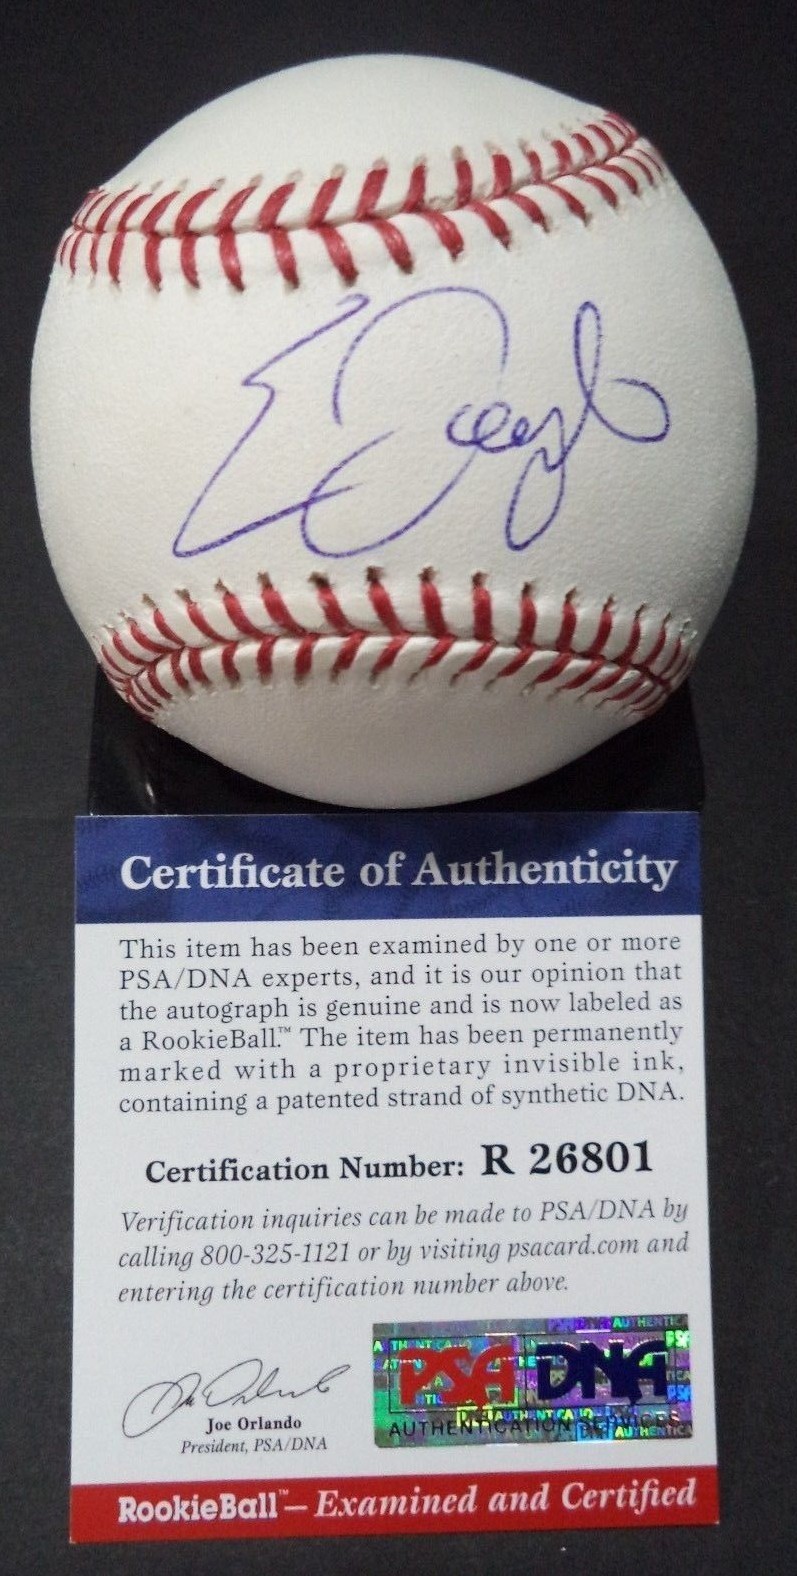 Certificate of Authenticity
This item has been examined by one or more
PSA/DNA experts, and it is our opinion that
the autograph is genuine and is now labeled as
a RookieBall.™ The item has been permanently
marked with a proprietary invisible ink,
containing a patented strand of synthetic DNA.
Certification Number: R 26801
Verification inquiries can be made to PSA/DNA by
calling 800-325-1121 or by visiting psacard.com and
entering the certification number above.
Joe Orlando
President, PSA/DNA
PSA DNA
AUTHENTICATION SERVICES
RookieBall™— Examined and Certified